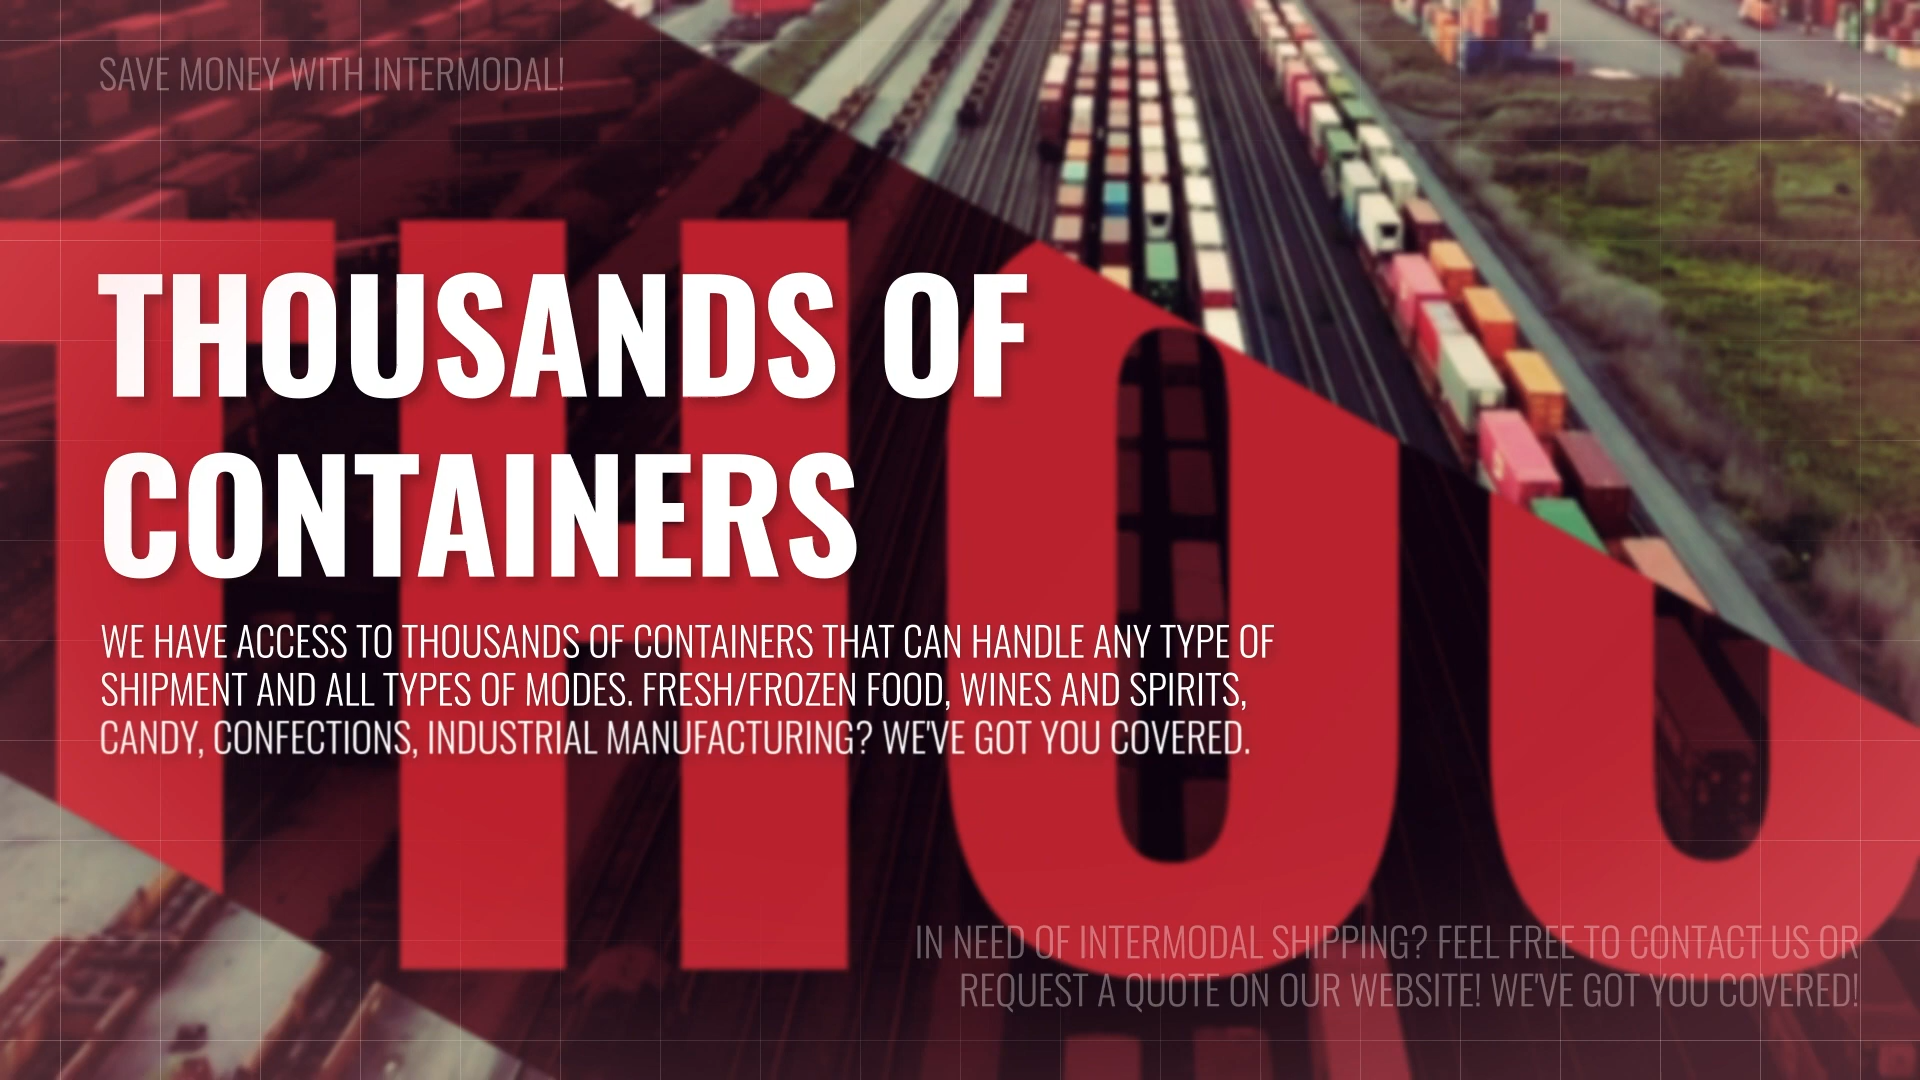 SAVE MONEY WITH INTERMODAL!
THOU
THOUSANDS OF
CONTAINERS
WE HAVE ACCESS TO THOUSANDS OF CONTAINERS THAT CAN HANDLE ANY TYPE OF
SHIPMENT AND ALL TYPES OF MODES. FRESH/FROZEN FOOD, WINES AND SPIRITS,
CANDY, CONFECTIONS, INDUSTRIAL MANUFACTURING? WE'VE GOT YOU COVERED.
IN NEED OF INTERMODAL SHIPPING? FEEL FREE TO CONTACT US OR
REQUEST A QUOTE ON OUR WEBSITE! WE'VE GOT YOU COVERED!